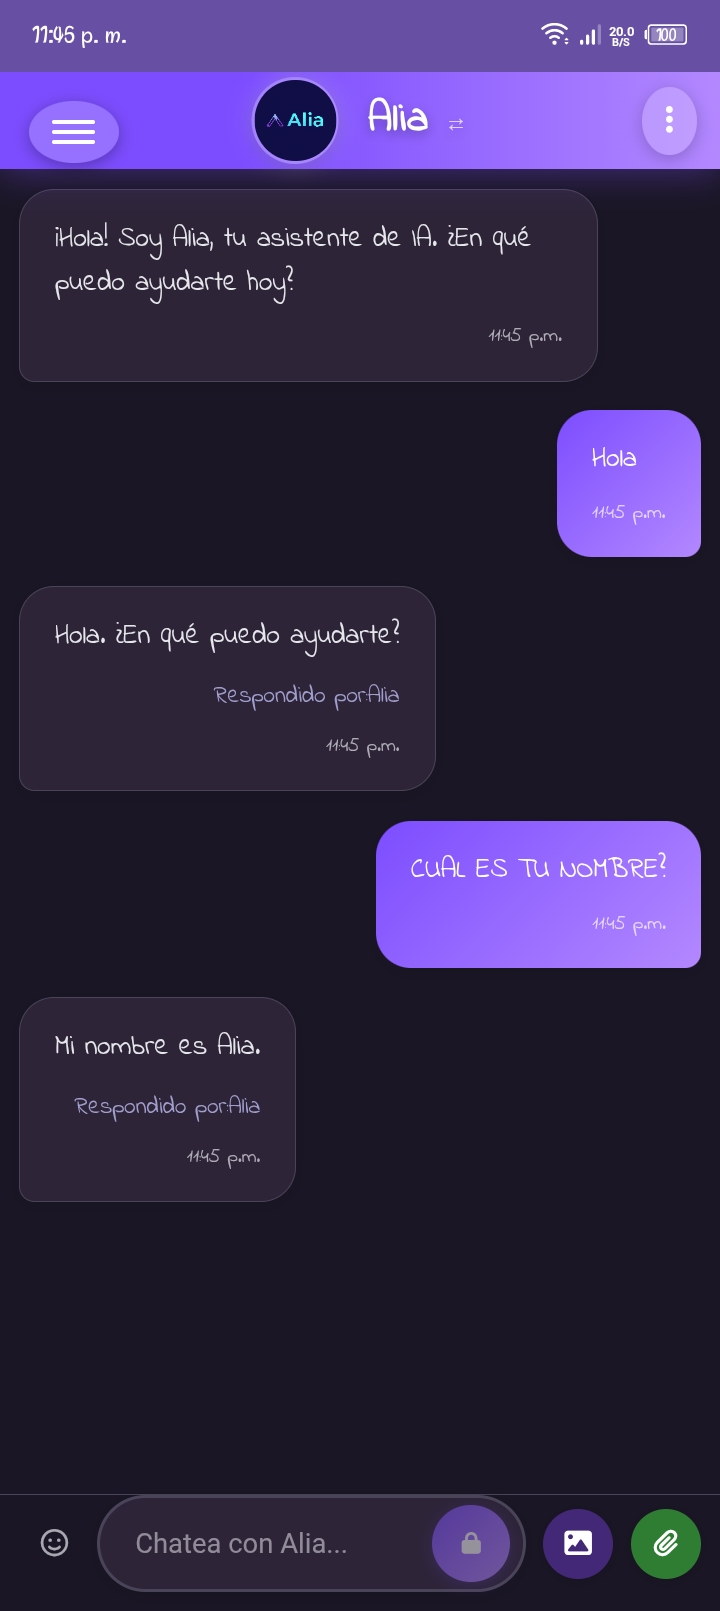 11:46 p. m.
20.0
B/S
100
Alia
Alia
¡Hola! Soy Alia, tu asistente de IA. ¿En qué
puedo ayudarte hoy?
11:45 p.m.
Hola
11:45 p.m.
Hola. ¿En qué puedo ayudarte?
Respondido por:Alia
11:45 p.m.
CUAL ES TU NOMBRE?
11:45 p.m.
Mi nombre es Alia.
Respondido por:Alia
11:45 p.m.
Chatea con Alia...